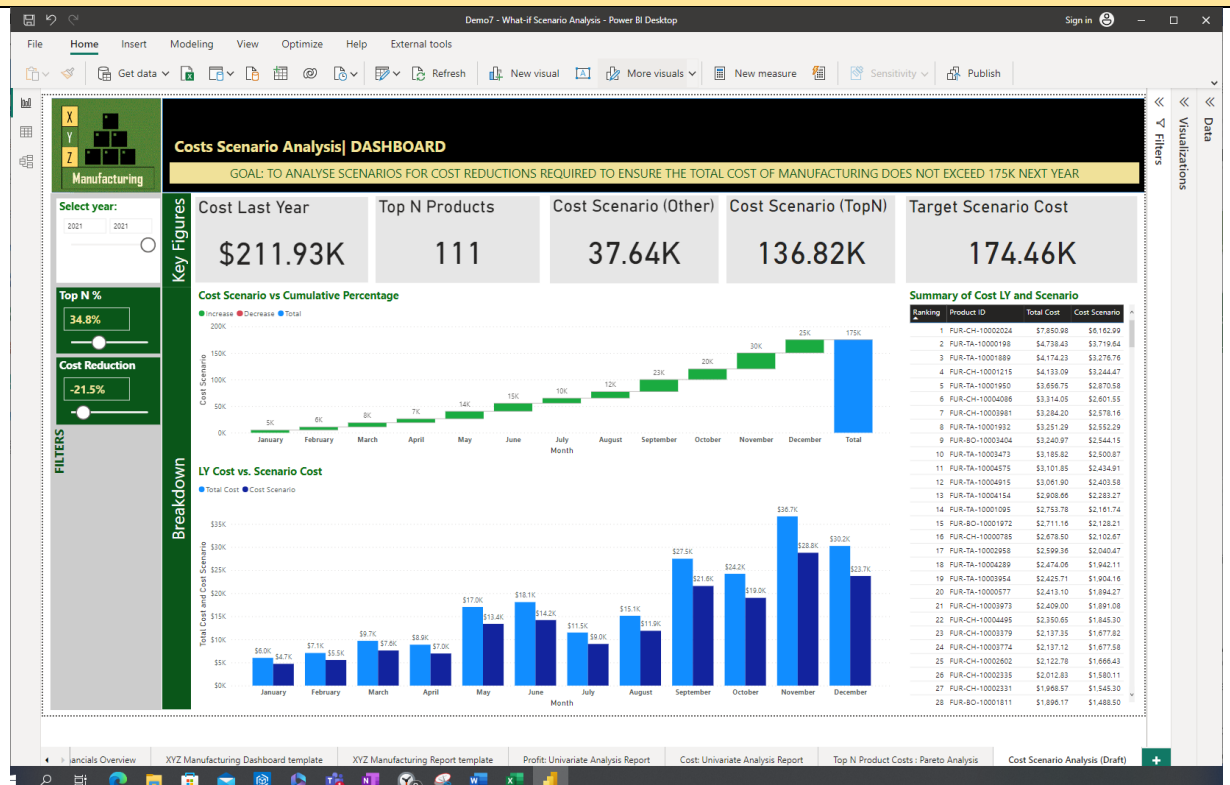 Demo7 - What-if Scenario Analysis - Power BI Desktop
Sign in
File Home Insert Modeling View Optimize Help External tools
Get data Refresh New visual More visuals New measure Sensitivity Publish
X
Y
Z
Manufacturing
Costs Scenario Analysis| DASHBOARD
GOAL: TO ANALYSE SCENARIOS FOR COST REDUCTIONS REQUIRED TO ENSURE THE TOTAL COST OF MANUFACTURING DOES NOT EXCEED 175K NEXT YEAR
Filters
Visualizations
Data
Select year:
2021 2021
Top N %
34.8%
Cost Reduction
-21.5%
FILTERS
Key Figures
Cost Last Year
$211.93K
Top N Products
111
Cost Scenario (Other)
37.64K
Cost Scenario (TopN)
136.82K
Target Scenario Cost
174.46K
Breakdown
Cost Scenario vs Cumulative Percentage
Increase Decrease Total
Cost Scenario
200K
150K
100K
50K
0K
5K 6K 8K 7K 14K 15K 10K 12K 23K 20K 30K 25K 175K
January February March April May June July August September October November December Total
Month
LY Cost vs. Scenario Cost
Total Cost Cost Scenario
Total Cost and Cost Scenario
$35K
$30K
$25K
$20K
$15K
$10K
$5K
$0K
$6.0K $4.7K $7.1K $5.5K $9.7K $7.6K $8.9K $7.0K $17.0K $13.4K $18.1K $14.2K $11.5K $9.0K $15.1K $11.9K $27.5K $21.6K $24.2K $19.0K $36.7K $28.8K $30.2K $23.7K
January February March April May June July August September October November December
Month
Summary of Cost LY and Scenario
Ranking Product ID Total Cost Cost Scenario
1 FUR-CH-10002024 $7,850.98 $6,162.99
2 FUR-TA-10000198 $4,738.43 $3,719.64
3 FUR-TA-10001889 $4,174.23 $3,276.76
4 FUR-CH-10001215 $4,133.09 $3,244.47
5 FUR-TA-10001950 $3,656.75 $2,870.58
6 FUR-CH-10004086 $3,314.05 $2,601.55
7 FUR-CH-10003981 $3,284.20 $2,578.16
8 FUR-TA-10001932 $3,251.29 $2,552.29
9 FUR-BO-10003404 $3,240.97 $2,544.15
10 FUR-TA-10003473 $3,185.82 $2,500.87
11 FUR-TA-10004575 $3,101.85 $2,434.91
12 FUR-TA-10004915 $3,061.90 $2,403.58
13 FUR-TA-10004154 $2,908.66 $2,283.27
14 FUR-TA-10001095 $2,753.78 $2,161.74
15 FUR-BO-10001972 $2,711.16 $2,128.21
16 FUR-CH-10000785 $2,678.50 $2,102.67
17 FUR-TA-10002958 $2,599.36 $2,040.47
18 FUR-TA-10004289 $2,474.06 $1,942.11
19 FUR-TA-10003954 $2,425.71 $1,904.16
20 FUR-TA-10000577 $2,413.10 $1,894.27
21 FUR-CH-10003973 $2,409.00 $1,891.08
22 FUR-CH-10004495 $2,350.65 $1,845.30
23 FUR-CH-10003379 $2,137.35 $1,677.82
24 FUR-CH-10003774 $2,137.12 $1,677.58
25 FUR-CH-10002602 $2,122.78 $1,666.43
26 FUR-CH-10002335 $2,012.83 $1,580.11
27 FUR-CH-10002331 $1,968.57 $1,545.30
28 FUR-BO-10001811 $1,896.17 $1,488.50
ancials Overview XYZ Manufacturing Dashboard template XYZ Manufacturing Report template Profit: Univariate Analysis Report Cost: Univariate Analysis Report Top N Product Costs : Pareto Analysis Cost Scenario Analysis (Draft)